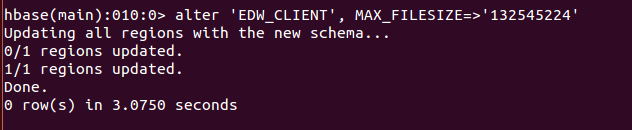 hbase(main):010:0> alter 'EDW_CLIENT', MAX_FILESIZE=>'132545224'
Updating all regions with the new schema...
0/1 regions updated.
1/1 regions updated.
Done.
0 row(s) in 3.0750 seconds